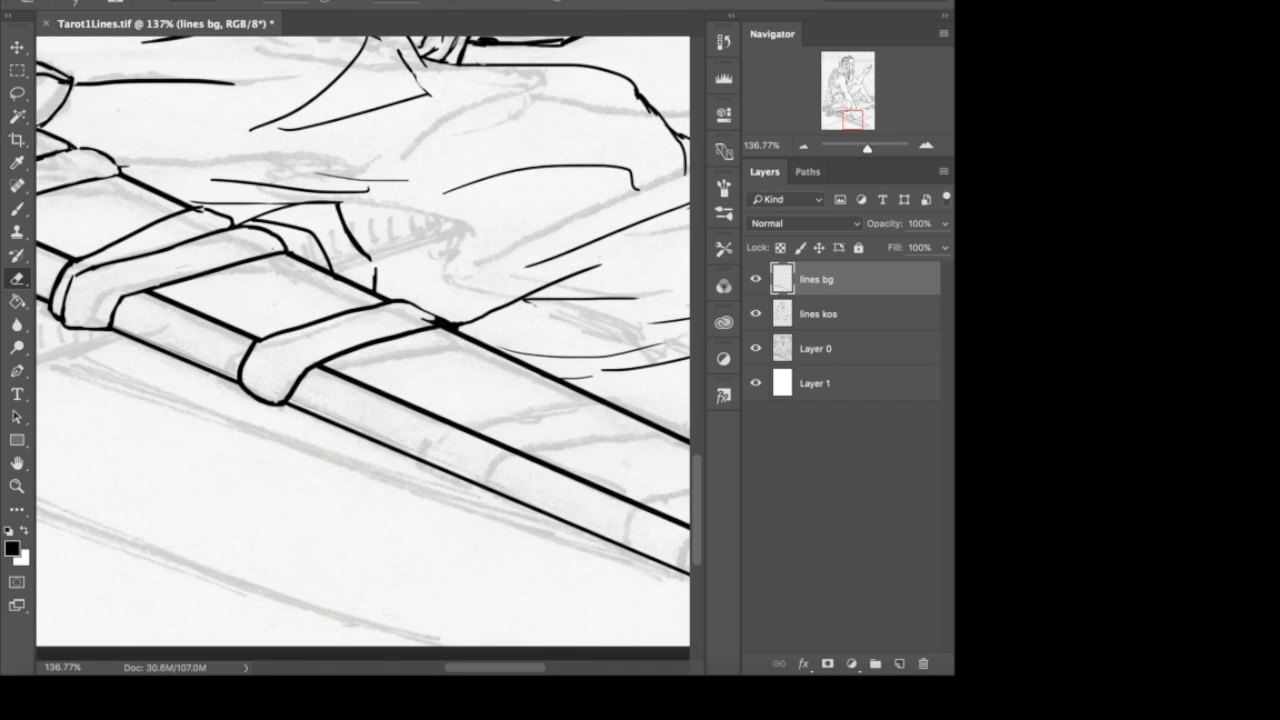 Tarot1Lines.tif @ 137% (lines bg, RGB/8*) *
Navigator
136.77%
Layers Paths
Kind
Normal Opacity: 100%
Lock: Fill: 100%
lines bg
lines kos
Layer 0
Layer 1
fx
136.77% Doc: 30.6M/107.0M